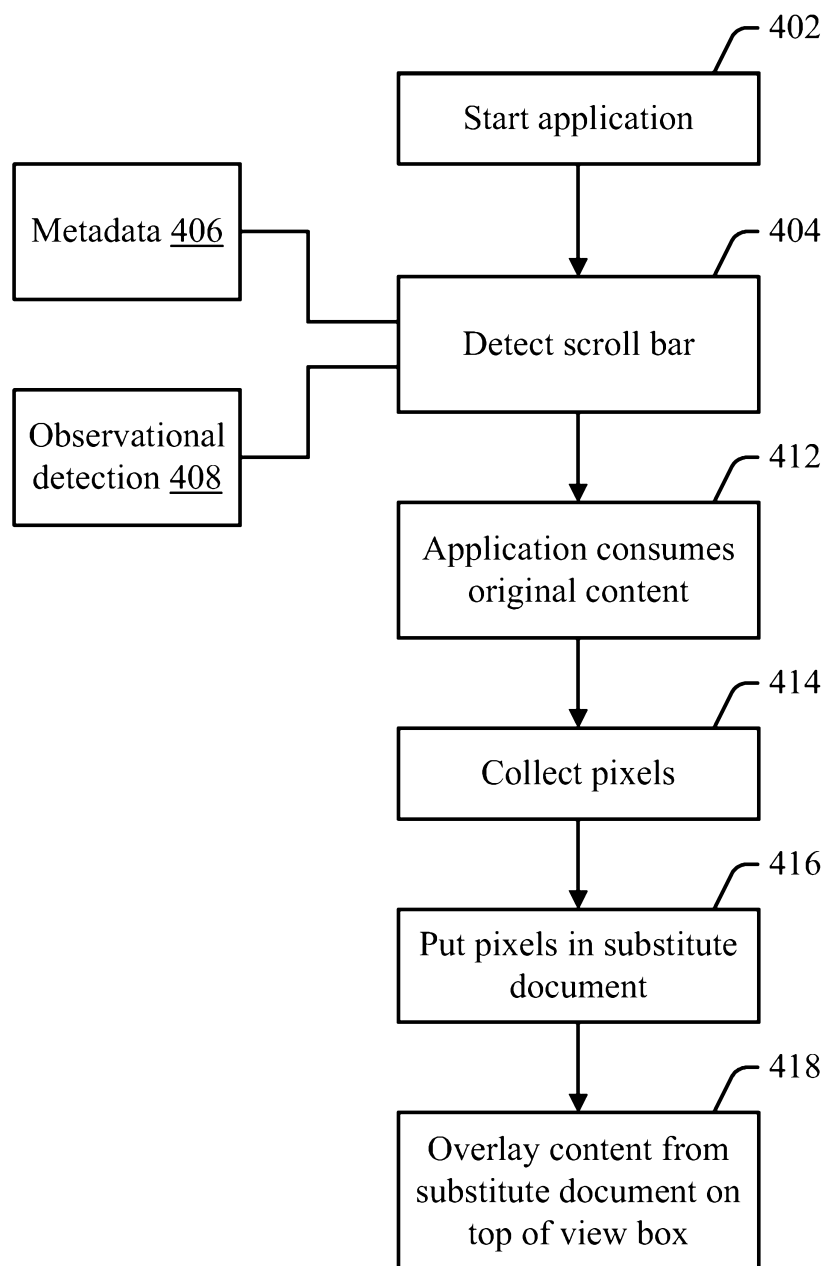 402
Start application
Metadata 406
404
Detect scroll bar
Observational
detection 408
412
Application consumes
original content
414
Collect pixels
416
Put pixels in substitute
document
418
Overlay content from
substitute document on
top of view box